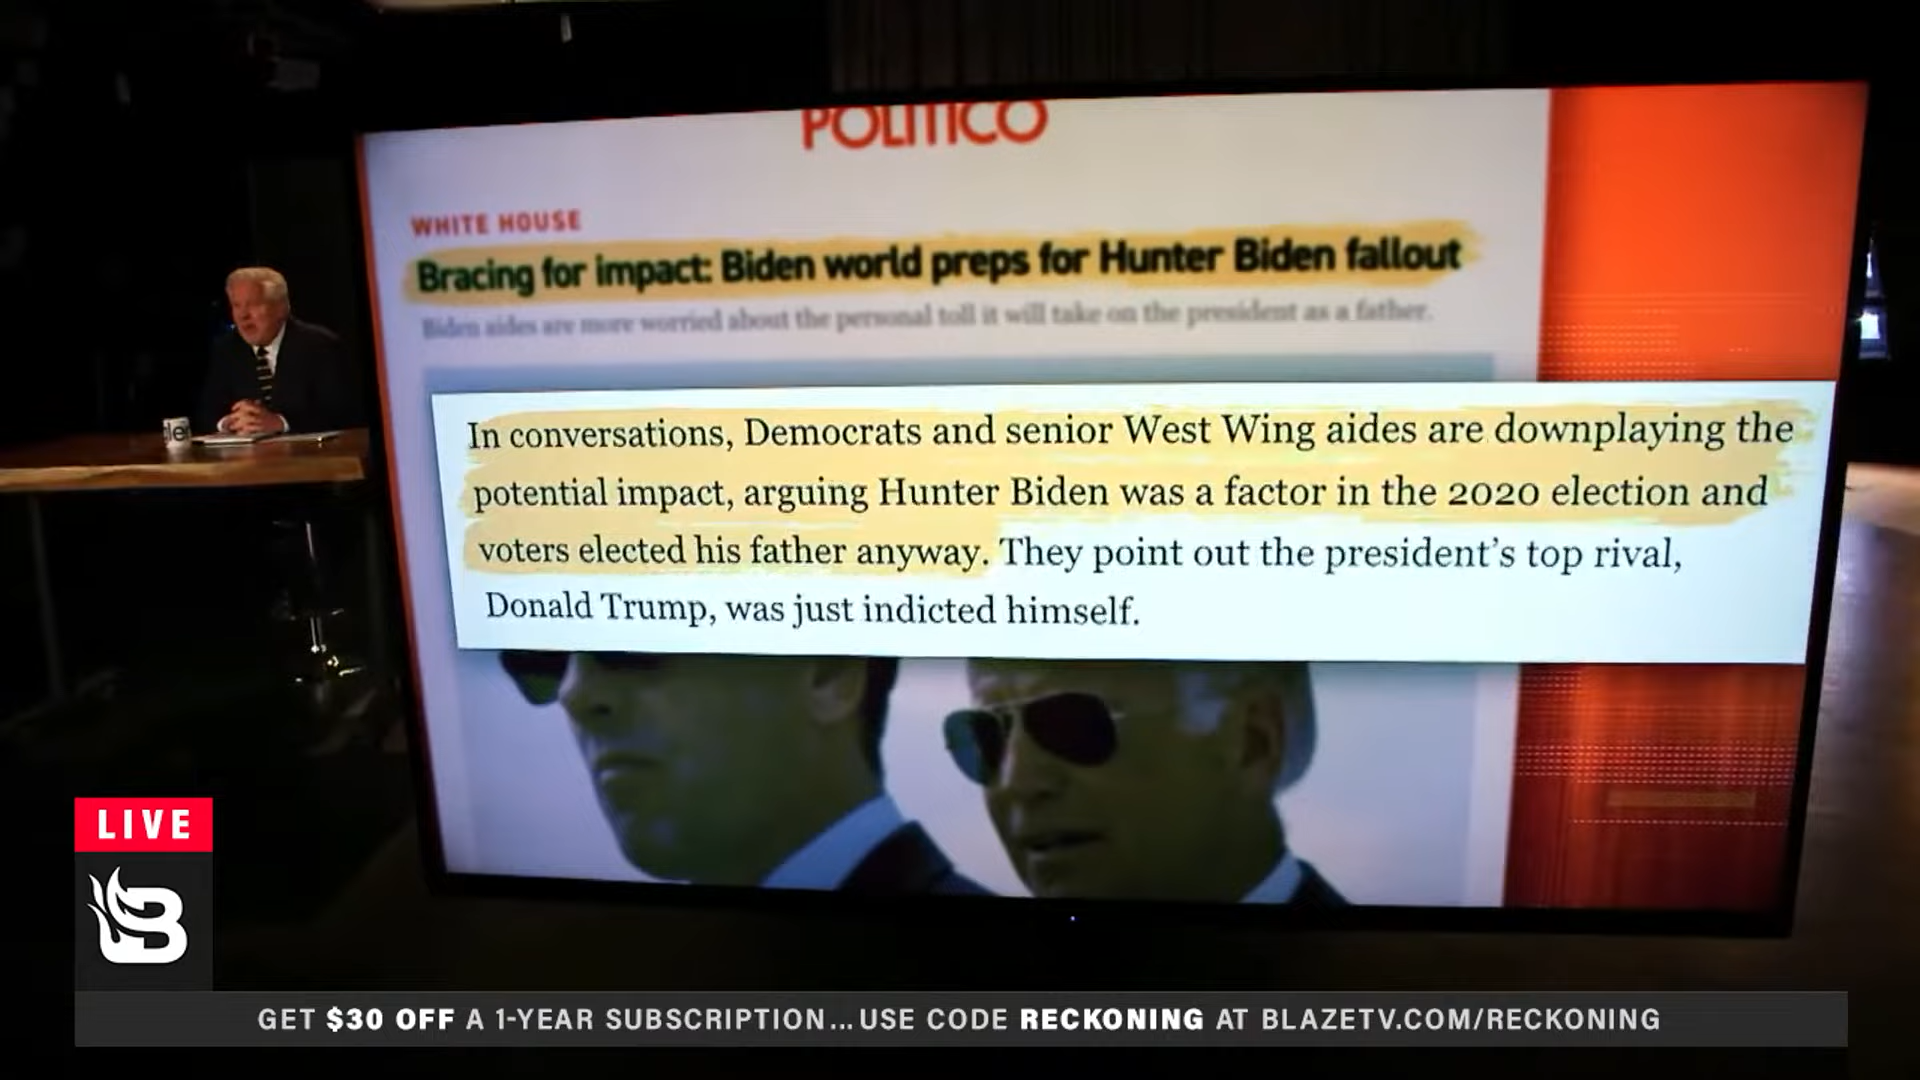 POLITICO
WHITE HOUSE
Bracing for impact: Biden world preps for Hunter Biden fallout
Biden aides are more worried about the personal toll it will take on the president as a father.
In conversations, Democrats and senior West Wing aides are downplaying the
potential impact, arguing Hunter Biden was a factor in the 2020 election and
voters elected his father anyway. They point out the president’s top rival,
Donald Trump, was just indicted himself.
LIVE
B
GET $30 OFF A 1-YEAR SUBSCRIPTION...USE CODE RECKONING AT BLAZETV.COM/RECKONING